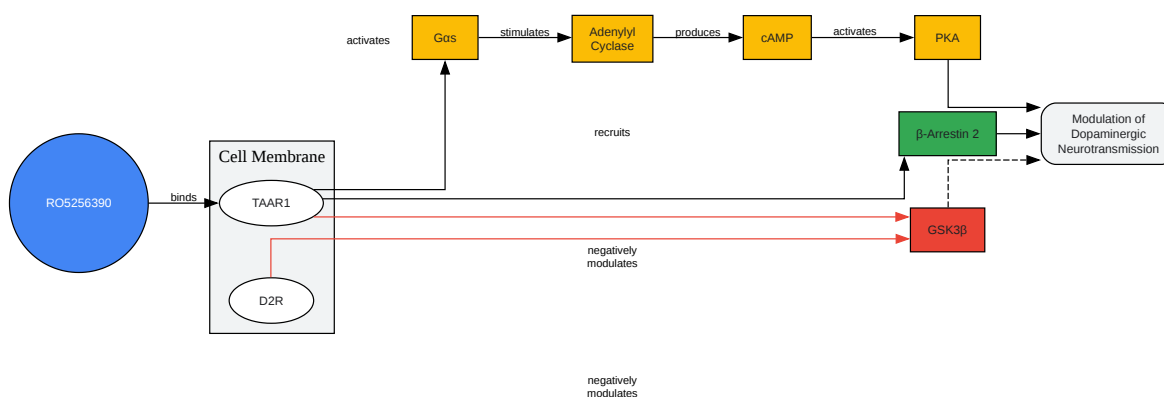 activates
Gαs
stimulates
Adenylyl
Cyclase
produces
cAMP
activates
PKA
Modulation of
Dopaminergic
Neurotransmission
recruits
β-Arrestin 2
Cell Membrane
RO5256390
binds
TAAR1
GSK3β
negatively
modulates
D2R
negatively
modulates